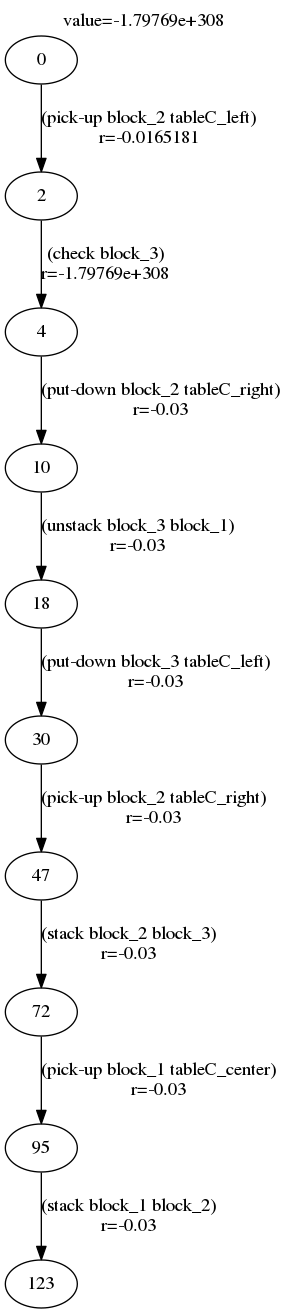 value=-1.79769e+308
0
(pick-up block_2 tableC_left)
r=-0.0165181
2
(check block_3)
r=-1.79769e+308
4
(put-down block_2 tableC_right)
r=-0.03
10
(unstack block_3 block_1)
r=-0.03
18
(put-down block_3 tableC_left)
r=-0.03
30
(pick-up block_2 tableC_right)
r=-0.03
47
(stack block_2 block_3)
r=-0.03
72
(pick-up block_1 tableC_center)
r=-0.03
95
(stack block_1 block_2)
r=-0.03
123